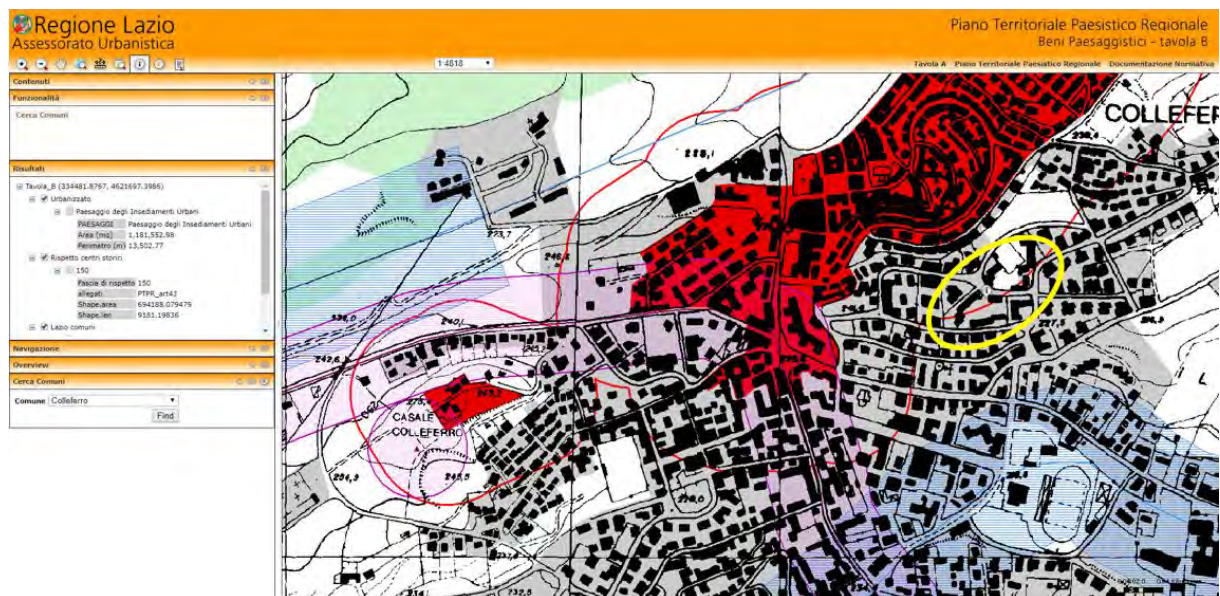 Regione Lazio
Assessorato Urbanistica
Piano Territoriale Paesistico Regionale
Beni Paesaggistici - tavola B
1:4818
Tavola A Piano Territoriale Paesistico Regionale Documentazione Normativa
Contenuti
Funzionalità
Cerca Comuni
Risultati
Tavola_B (334481.8767, 4621697.3986)
Urbanizzato
Paesaggio degli Insediamenti Urbani
PAESAGGI Paesaggio degli Insediamenti Urbani
Area (mq) 1,181,552.98
Perimetro (m) 13,502.77
Rispetto centri storici
150
Fascia di rispetto 150
allegati PTPR_art43
Shape.area 694188.079479
Shape.len 9181.19836
Lazio comuni
Navigazione
Overview
Cerca Comuni
Comune Colleferro
Find
COLLEFER
CASALE
COLLEFERRO